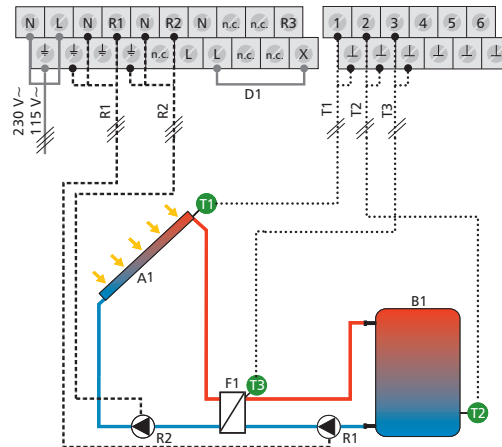 N L N R1 N R2 N n.c. n.c. R3
n.c. L L n.c. n.c. X
1 2 3 4 5 6
D1
230 V~
115 V~
R1
R2
T1
T2
T3
T1
A1
B1
F1
T3
T2
R2
R1